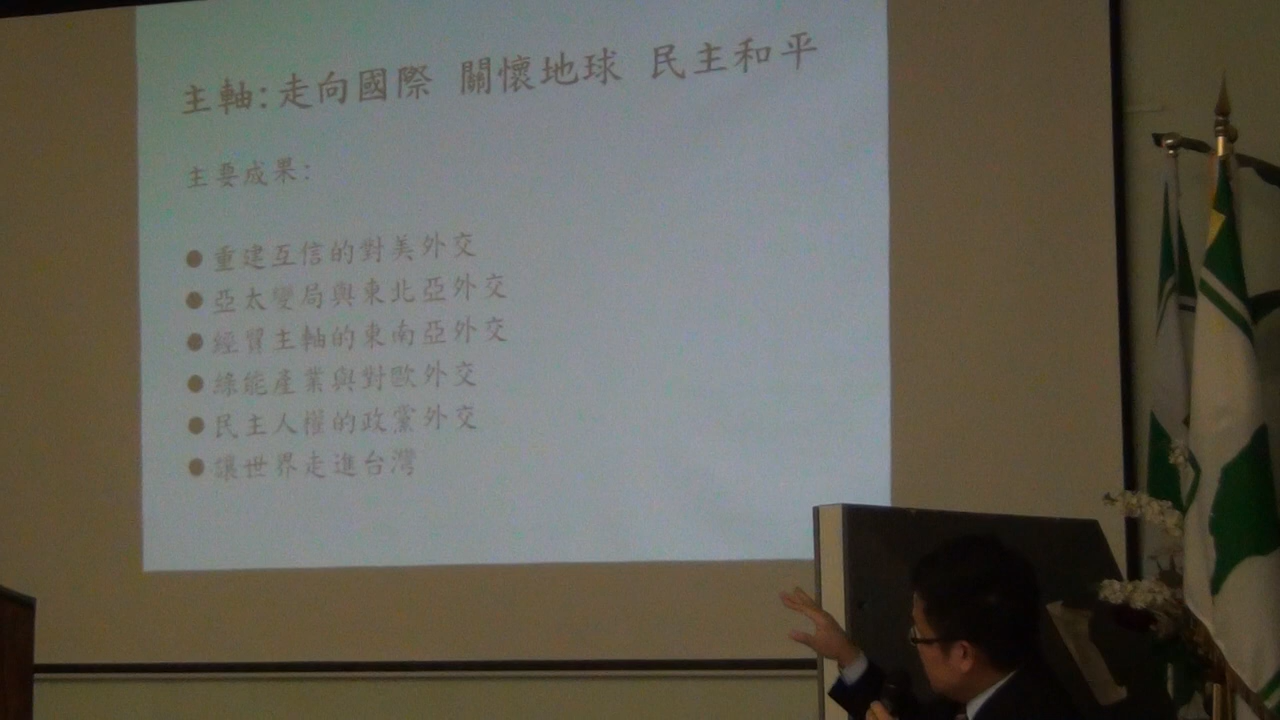 主軸:走向國際 關懷地球 民主和平
主要成果:
●重建互信的對美外交
●亞太變局與東北亞外交
●經貿主軸的東南亞外交
●綠能產業與對歐外交
●民主人權的政黨外交
●讓世界走進台灣